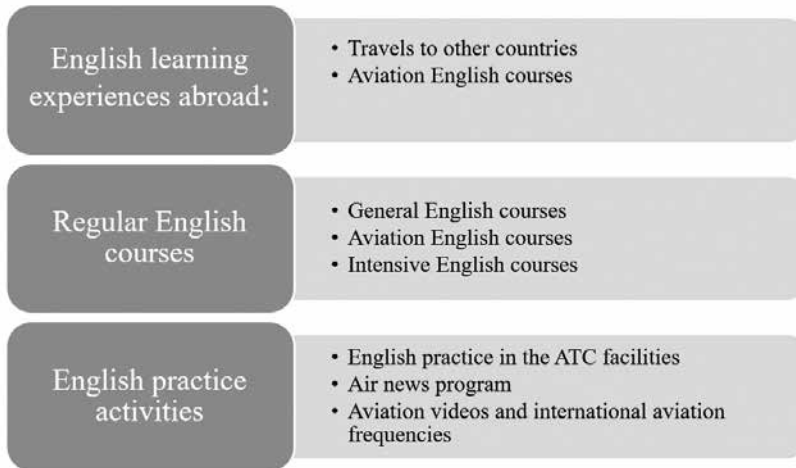 English learning
experiences abroad:
• Travels to other countries
• Aviation English courses
Regular English
courses
• General English courses
• Aviation English courses
• Intensive English courses
English practice
activities
• English practice in the ATC facilities
• Air news program
• Aviation videos and international aviation
frequencies